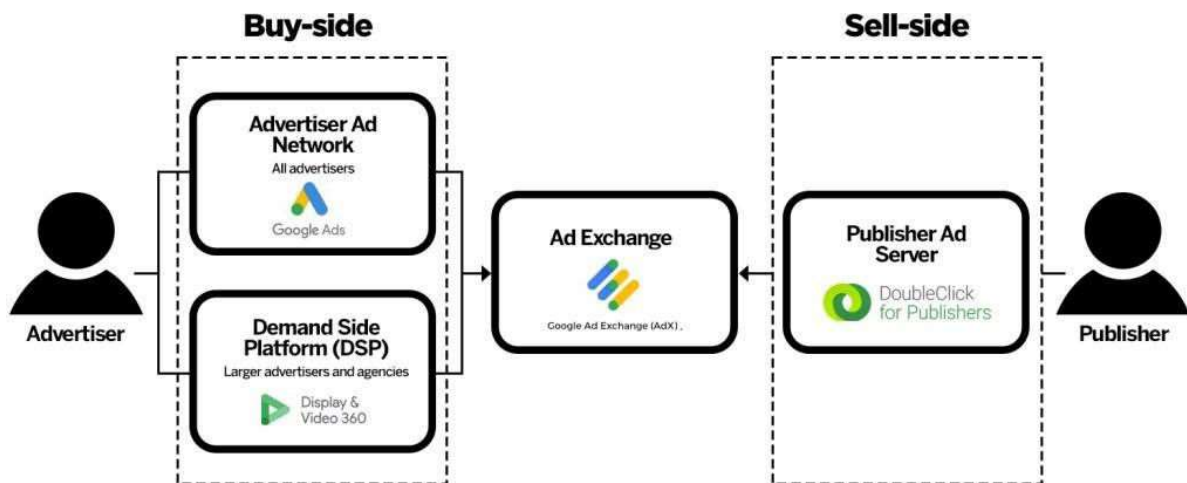 Buy-side
Sell-side
Advertiser Ad
Network
All advertisers
Google Ads
Advertiser
Demand Side
Platform (DSP)
Larger advertisers and agencies
Display &
Video 360
Ad Exchange
Google Ad Exchange (AdX) .
Publisher Ad
Server
DoubleClick
for Publishers
Publisher